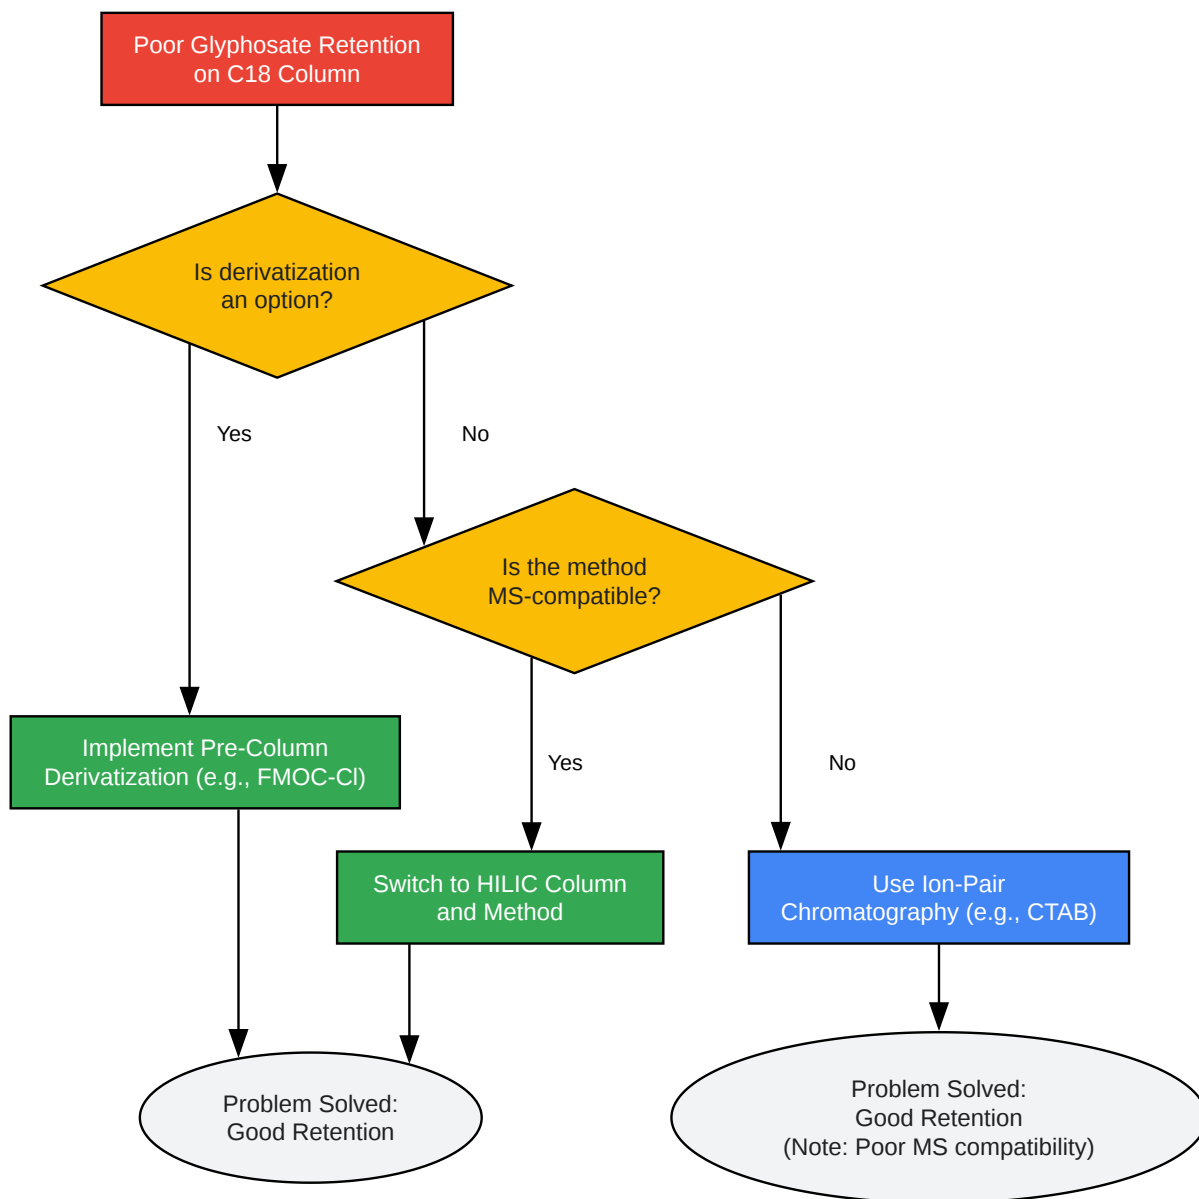 Poor Glyphosate Retention
on C18 Column
Is derivatization
an option?
Yes
No
Is the method
MS-compatible?
Implement Pre-Column
Derivatization (e.g., FMOC-Cl)
Yes
No
Switch to HILIC Column
and Method
Use Ion-Pair
Chromatography (e.g., CTAB)
Problem Solved:
Good Retention
Problem Solved:
Good Retention
(Note: Poor MS compatibility)